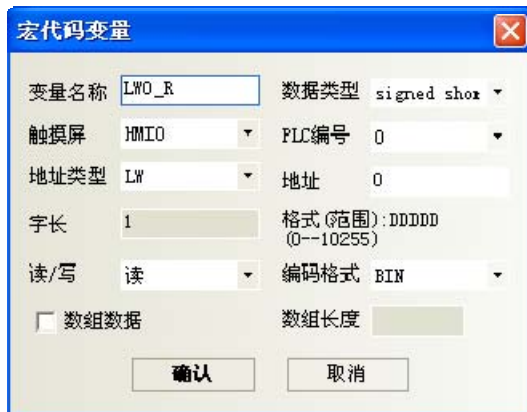 宏代码变量
变量名称 LW0_R 数据类型 signed shor
触摸屏 HMI0 PLC编号 0
地址类型 LW 地址 0
字长 1 格式(范围):DDDDD
(0--10255)
读/写 读 编码格式 BIN
数组数据 数组长度
确认 取消